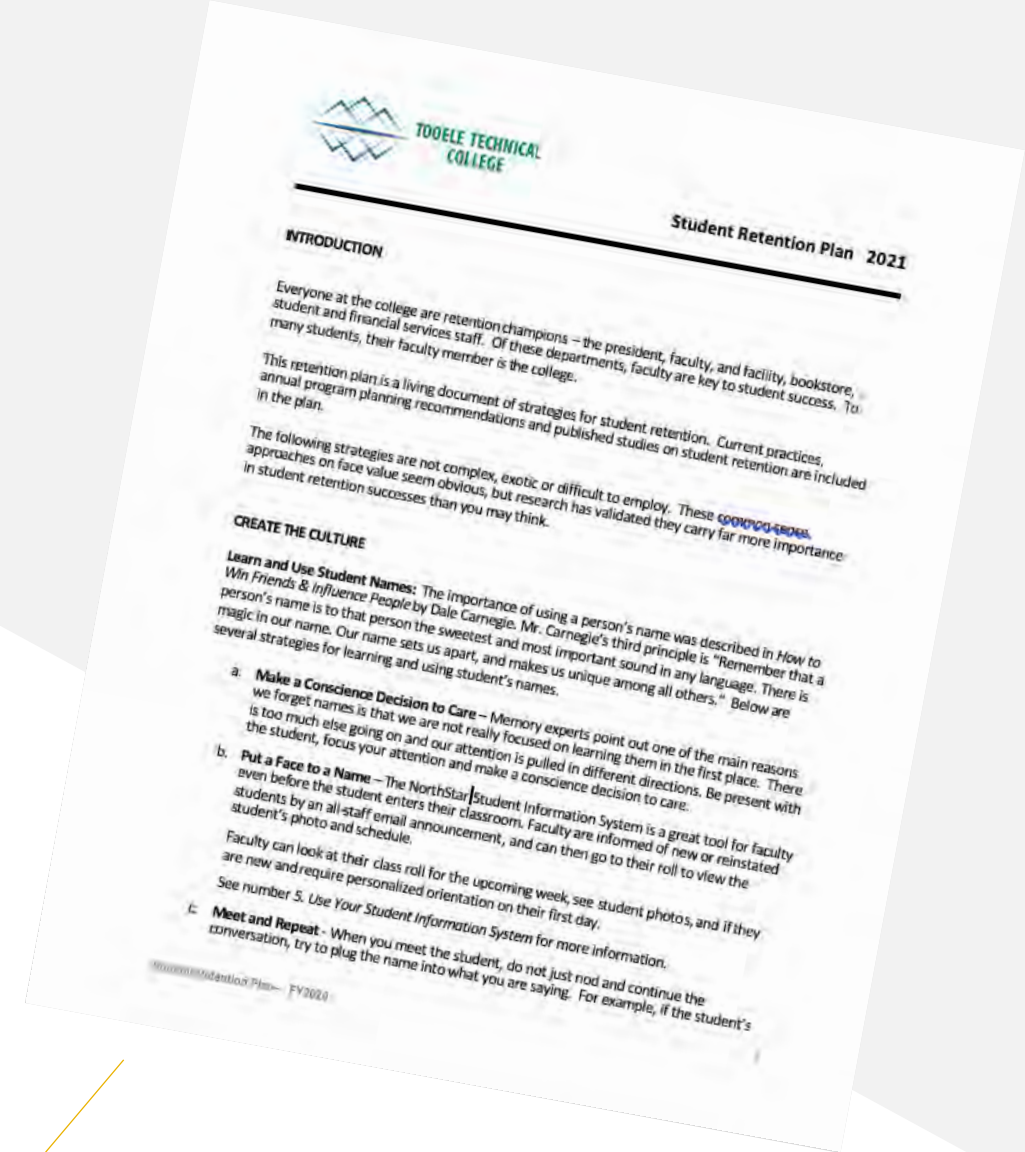 TOOELE TECHNICAL
COLLEGE
Student Retention Plan 2021
INTRODUCTION
Everyone at the college are retention champions – the president, faculty, and facility, bookstore,
student and financial services staff. Of these departments, faculty are key to student success. To
many students, their faculty member is the college.
This retention plan is a living document of strategies for student retention. Current practices,
annual program planning recommendations and published studies on student retention are included
in the plan.
The following strategies are not complex, exotic or difficult to employ. These
approaches on face value seem obvious, but research has validated they carry far more importance
in student retention successes than you may think.
CREATE THE CULTURE
Learn and Use Student Names: The importance of using a person's name was described in How to
Win Friends & Influence People by Dale Carnegie. Mr. Carnegie's third principle is "Remember that a
person's name is to that person the sweetest and most important sound in any language. There is
magic in our name. Our name sets us apart, and makes us unique among all others." Below are
several strategies for learning and using student's names.
a. Make a Conscience Decision to Care – Memory experts point out one of the main reasons
we forget names is that we are not really focused on learning them in the first place. There
is too much else going on and our attention is pulled in different directions. Be present with
the student, focus your attention and make a conscience decision to care.
b. Put a Face to a Name – The NorthStar Student Information System is a great tool for faculty
even before the student enters their classroom. Faculty are informed of new or reinstated
students by an all-staff email announcement, and can then go to their roll to view the
student's photo and schedule.
Faculty can look at their class roll for the upcoming week, see student photos, and if they
are new and require personalized orientation on their first day.
See number 5. Use Your Student Information System for more information.
c. Meet and Repeat - When you meet the student, do not just nod and continue the
conversation, try to plug the name into what you are saying. For example, if the student's
Retention Plan – FY2020